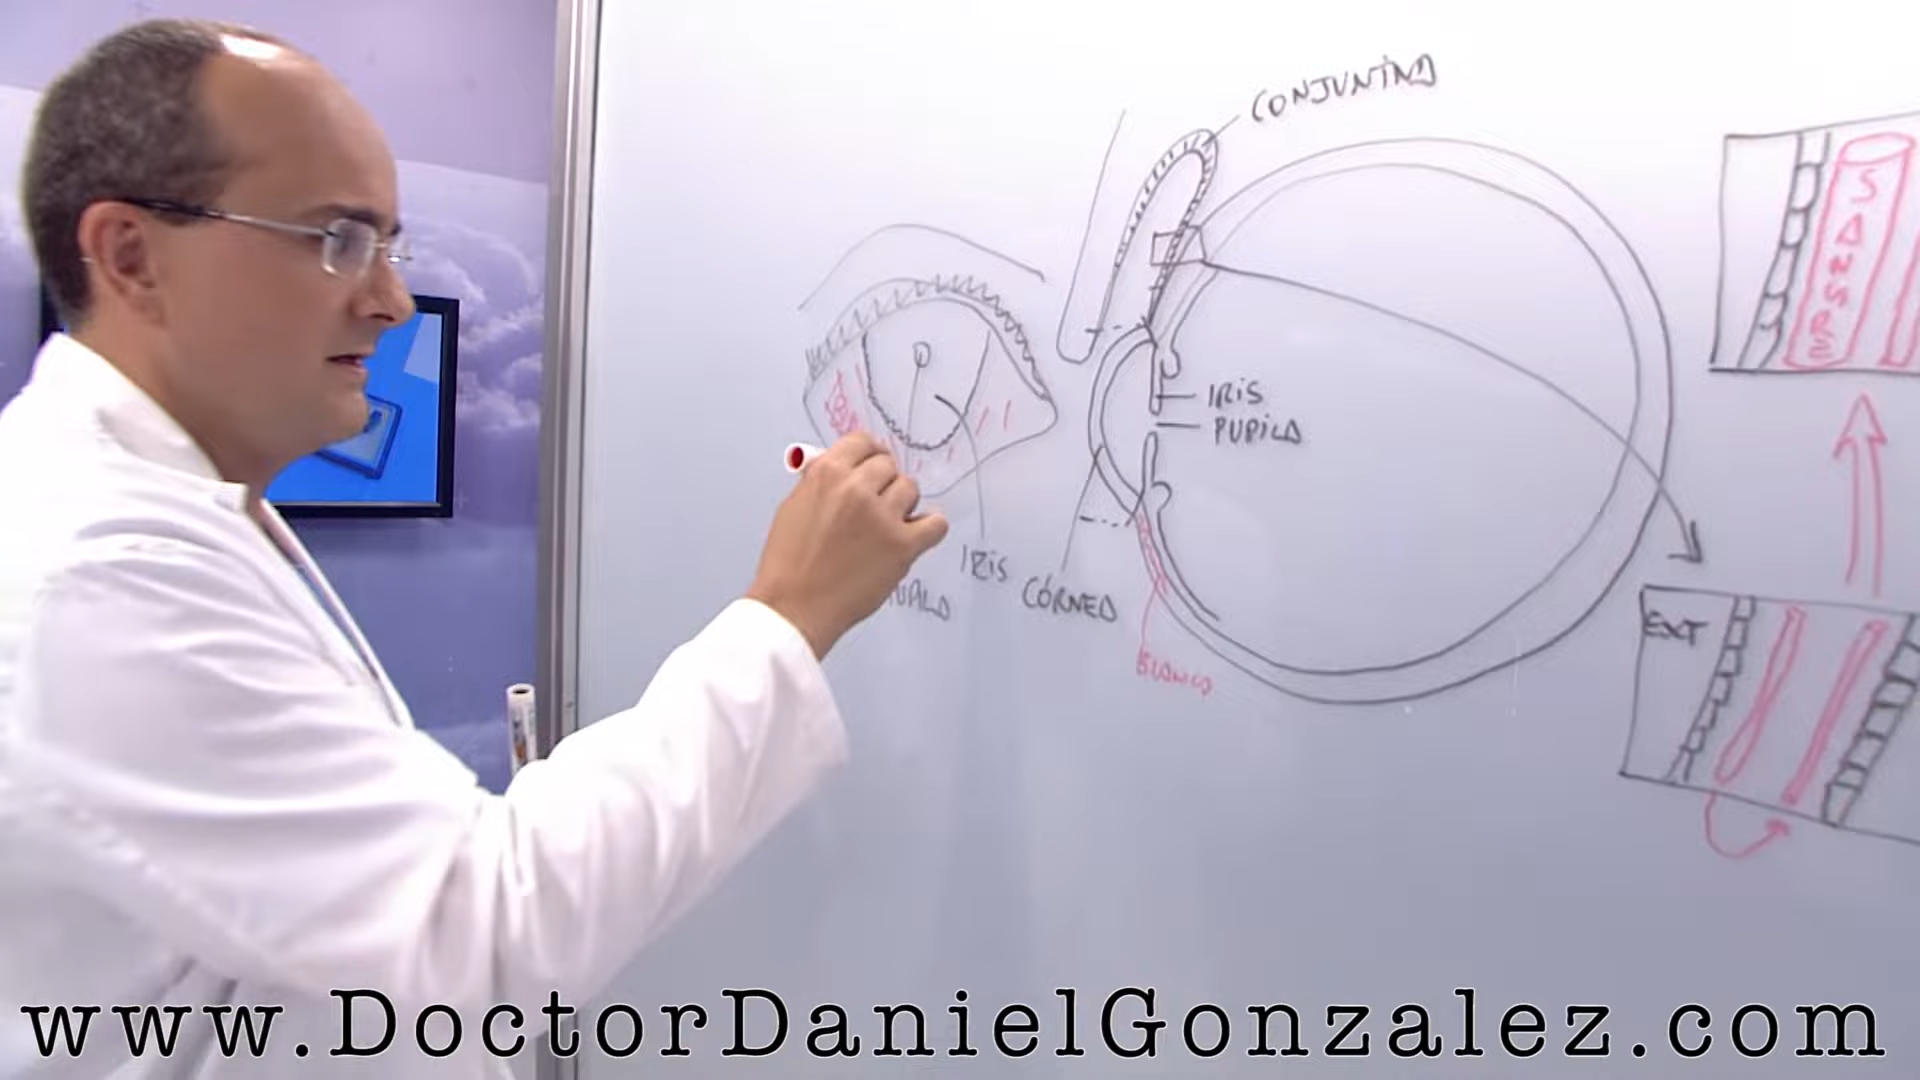 CONJUNTIVA
SANGRE
IRIS
PUPILA
IRIS
CÓRNEA
EXT
BLANCO
www.DoctorDanielGonzalez.com